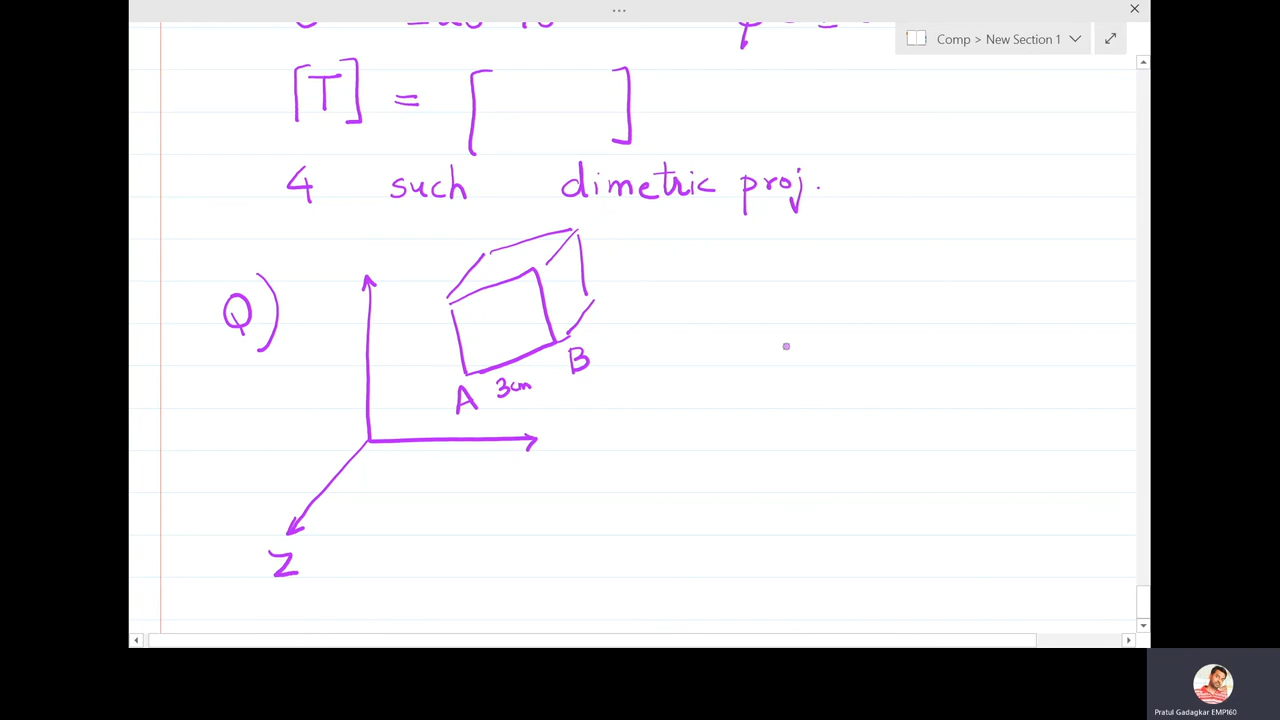 Comp > New Section 1
[T] = [ ]
4 such dimetric proj.
Q)
B
3cm
A
Z
Pratul Gadagkar EMP160